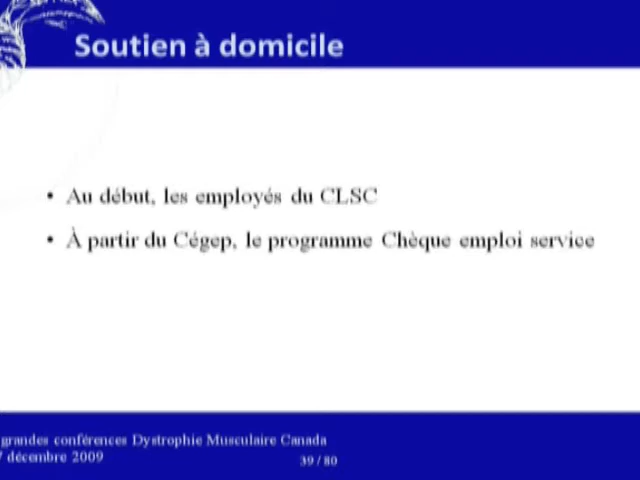 Soutien à domicile
• Au début, les employés du CLSC
• À partir du Cégep, le programme Chèque emploi service
grandes conférences Dystrophie Musculaire Canada
7 décembre 2009
39 / 80